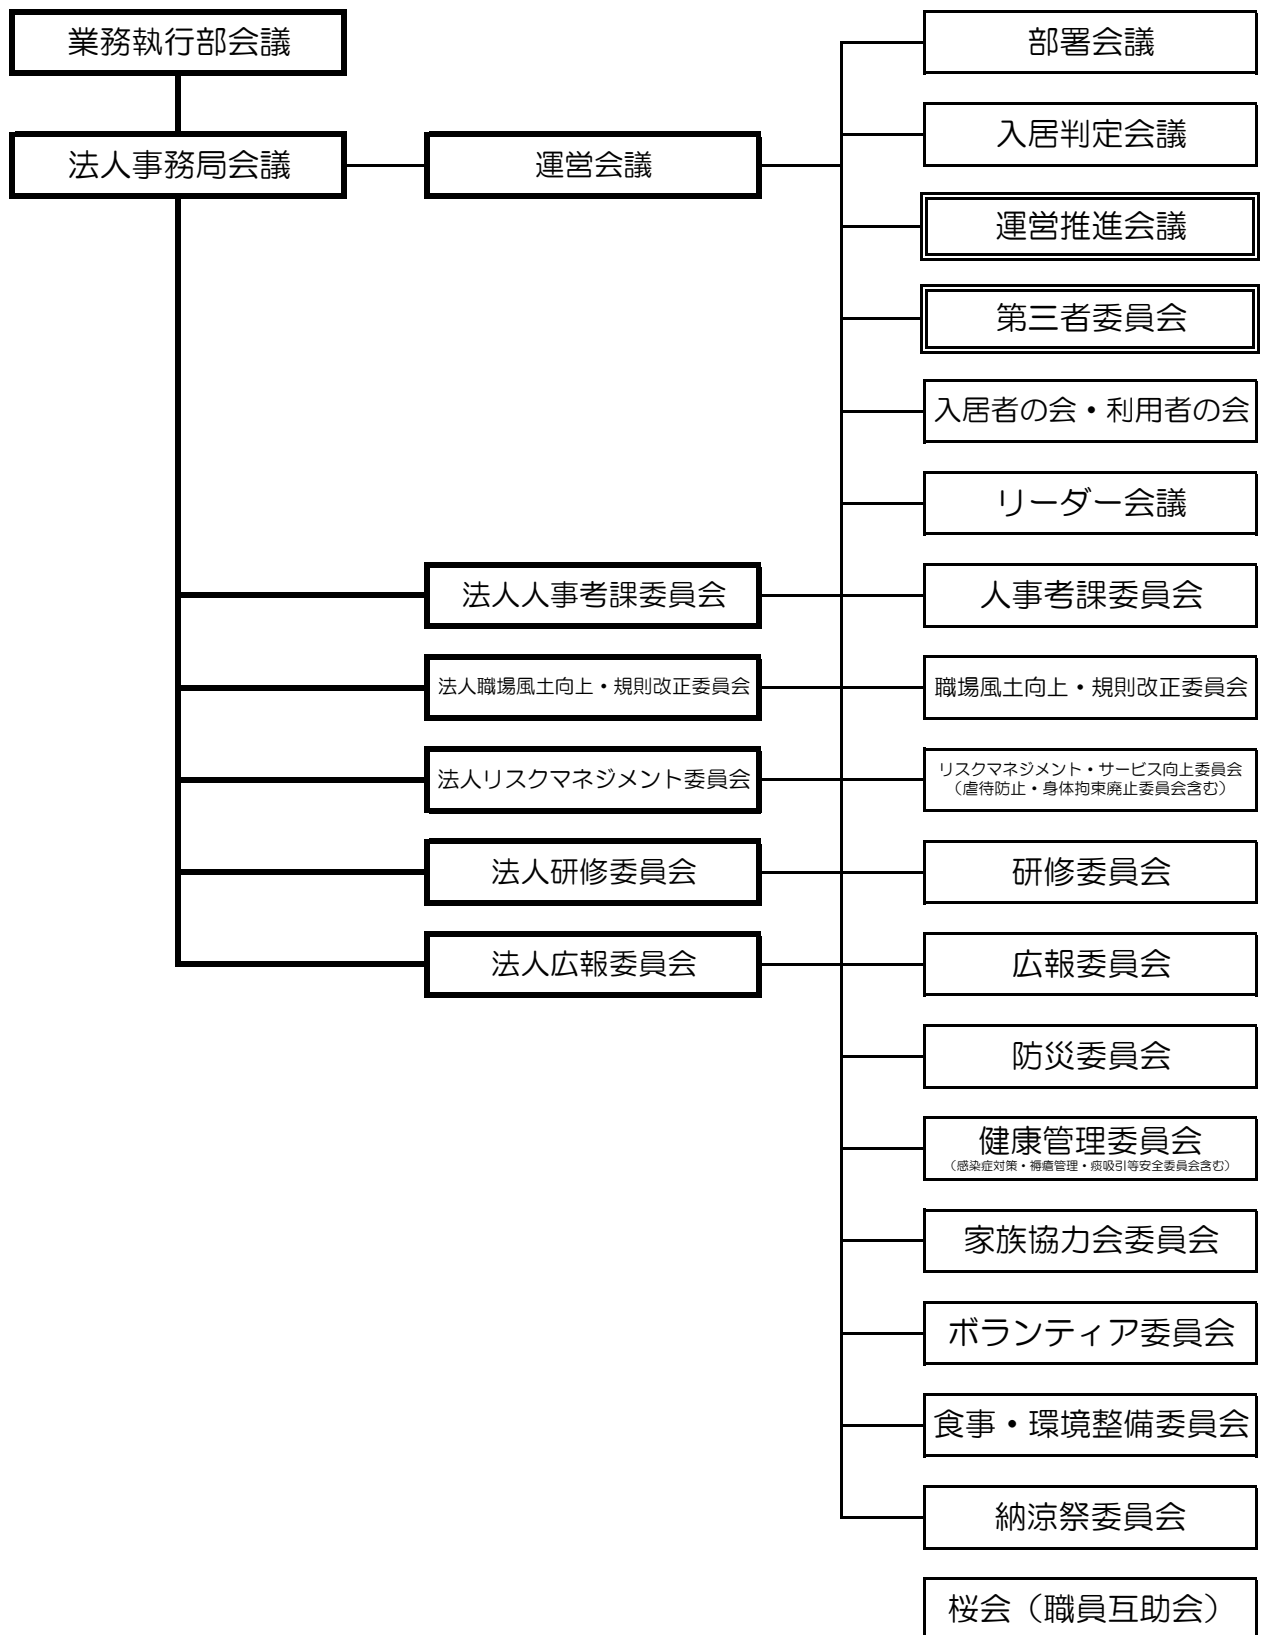 業務執行部会議
法人事務局会議
運営会議
法人人事考課委員会
法人職場風土向上・規則改正委員会
法人リスクマネジメント委員会
法人研修委員会
法人広報委員会
部署会議
入居判定会議
運営推進会議
第三者委員会
入居者の会・利用者の会
リーダー会議
人事考課委員会
職場風土向上・規則改正委員会
リスクマネジメント・サービス向上委員会
（虐待防止・身体拘束廃止委員会含む）
研修委員会
広報委員会
防災委員会
健康管理委員会
（感染症対策・褥瘡管理・痰吸引等安全委員会含む）
家族協力会委員会
ボランティア委員会
食事・環境整備委員会
納涼祭委員会
桜会（職員互助会）